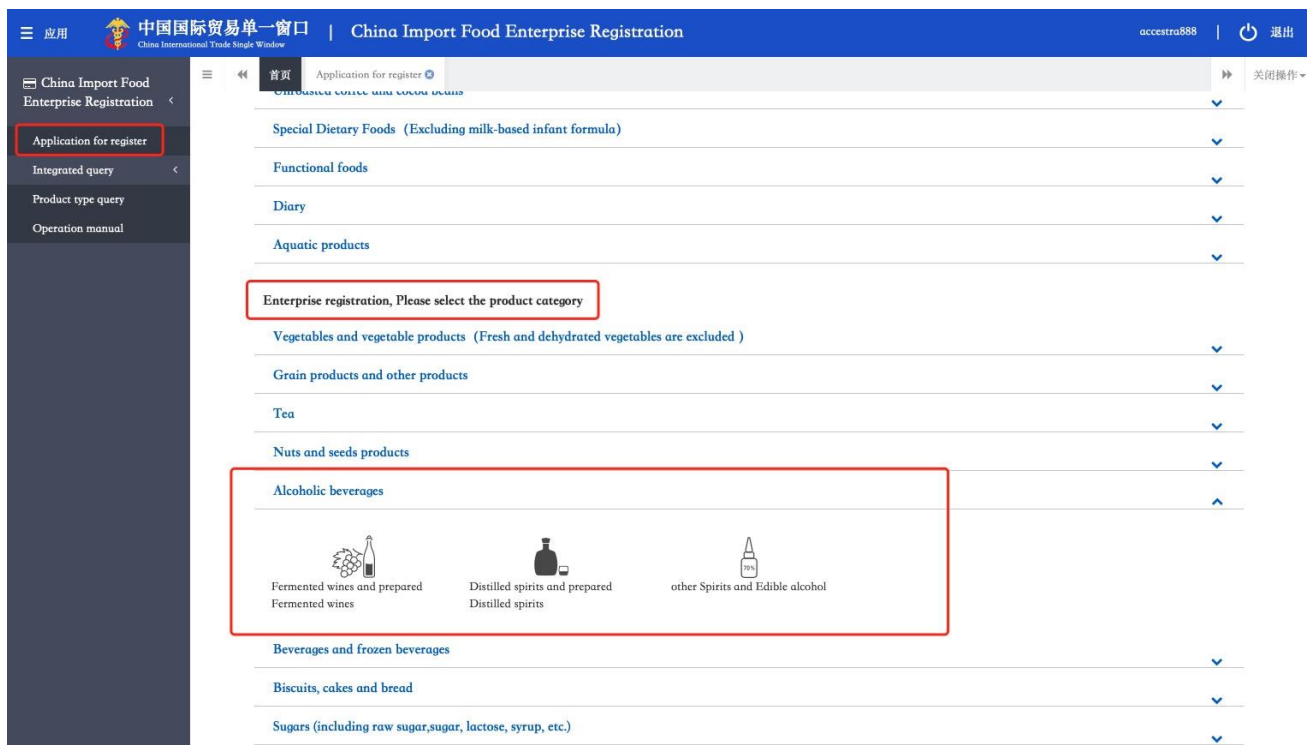 应用
中国国际贸易单一窗口
China International Trade Single Window
| China Import Food Enterprise Registration
accestra888 | 退出
China Import Food
Enterprise Registration
Application for register
Integrated query
Product type query
Operation manual
首页 Application for register
关闭操作
Unroasted coffee and cocoa beans
Special Dietary Foods (Excluding milk-based infant formula)
Functional foods
Diary
Aquatic products
Enterprise registration, Please select the product category
Vegetables and vegetable products (Fresh and dehydrated vegetables are excluded )
Grain products and other products
Tea
Nuts and seeds products
Alcoholic beverages
70%
Fermented wines and prepared
Fermented wines
Distilled spirits and prepared
Distilled spirits
other Spirits and Edible alcohol
Beverages and frozen beverages
Biscuits, cakes and bread
Sugars (including raw sugar,sugar, lactose, syrup, etc.)